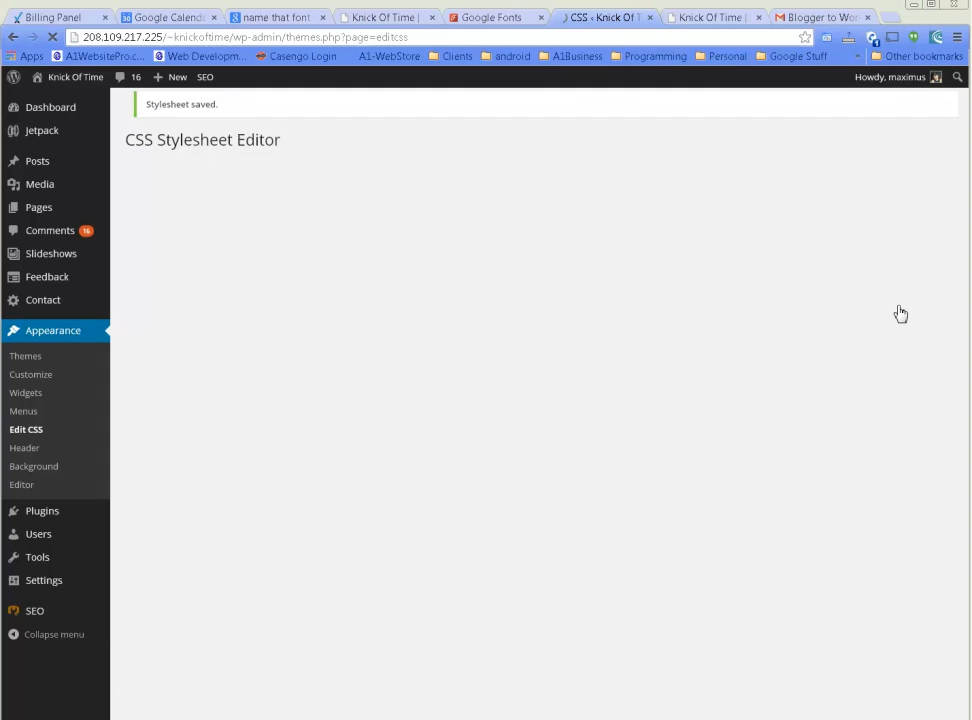 Billing Panel
Google Calend
name that font
Knick Of Time |
Google Fonts
CSS ‹ Knick Of T
Knick Of Time |
Blogger to Wor
208.109.217.225/~knickoftime/wp-admin/themes.php?page=editcss
Apps
A1WebsitePro.c...
Web Developm...
Casengo Login
A1-WebStore
Clients
android
A1Business
Programming
Personal
Google Stuff
Other bookmarks
Knick Of Time
16
+ New
SEO
Howdy, maximus
Stylesheet saved.
CSS Stylesheet Editor
Dashboard
Jetpack
Posts
Media
Pages
Comments 16
Slideshows
Feedback
Contact
Appearance
Themes
Customize
Widgets
Menus
Edit CSS
Header
Background
Editor
Plugins
Users
Tools
Settings
SEO
Collapse menu